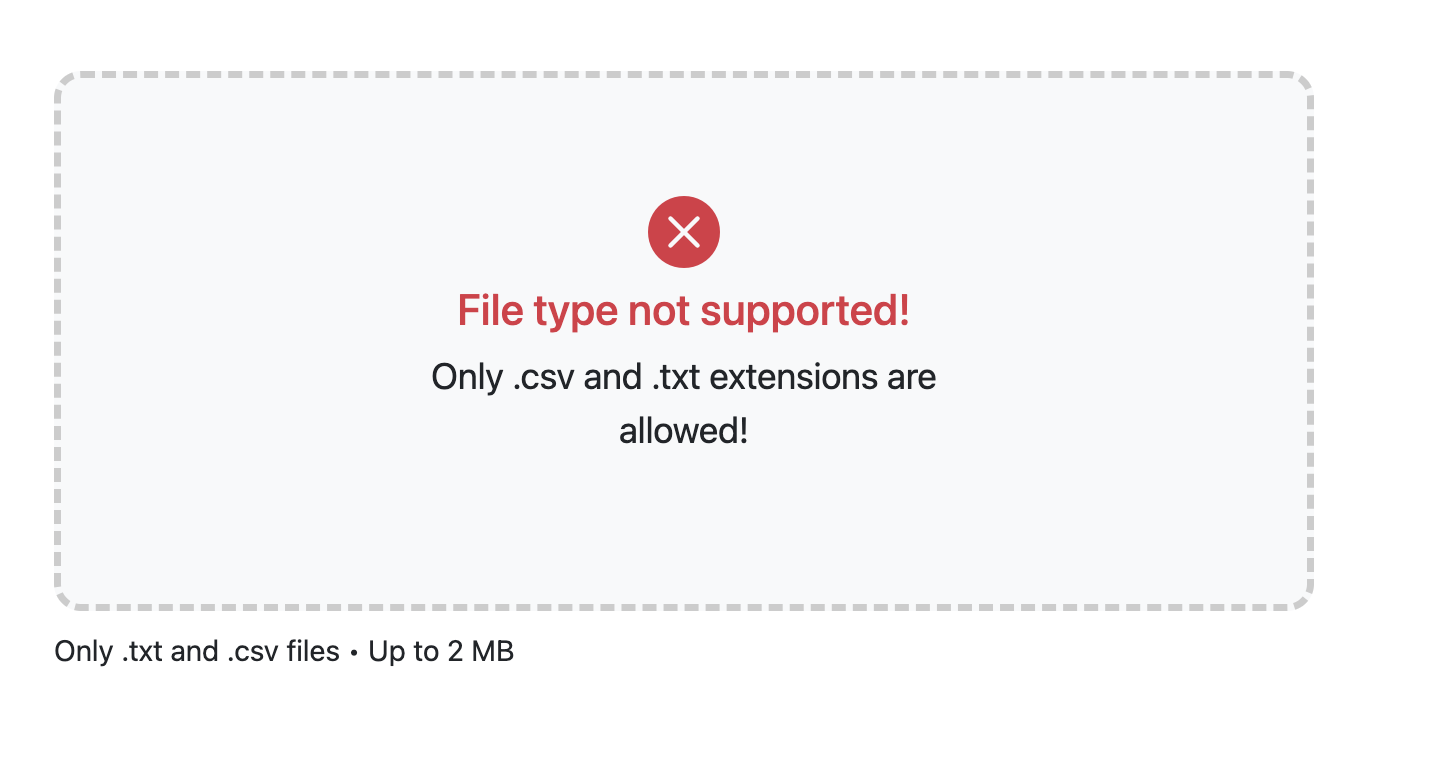 File type not supported!
Only .csv and .txt extensions are
allowed!
Only .txt and .csv files • Up to 2 MB